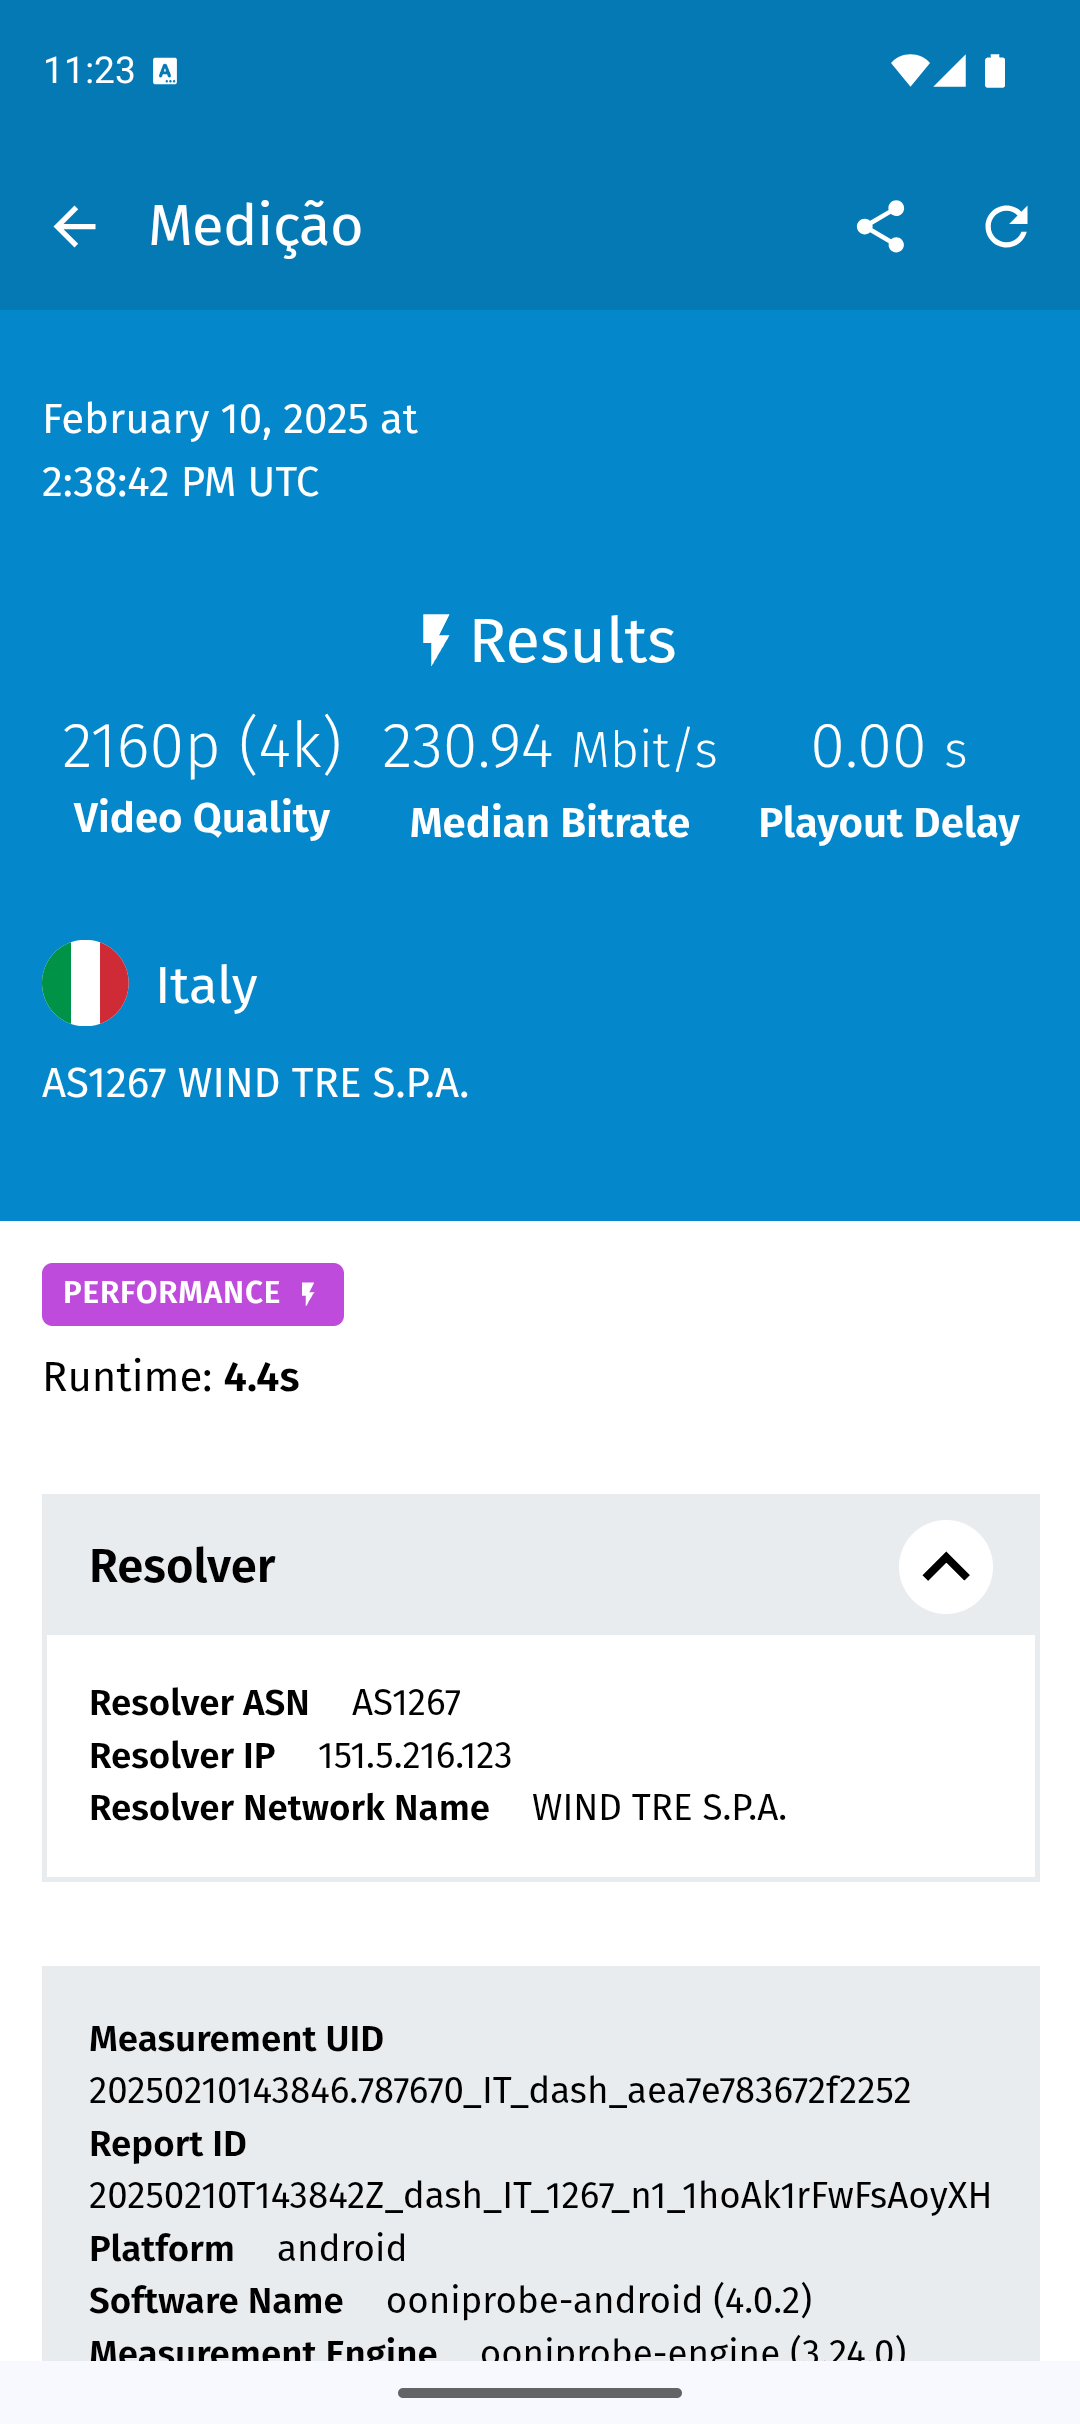 11:23
Medição
February 10, 2025 at
2:38:42 PM UTC
Results
2160p (4k) 230.94 Mbit/s 0.00 s
Video Quality Median Bitrate Playout Delay
Italy
AS1267 WIND TRE S.P.A.
PERFORMANCE
Runtime: 4.4s
Resolver
Resolver ASN AS1267
Resolver IP 151.5.216.123
Resolver Network Name WIND TRE S.P.A.
Measurement UID
20250210143846.787670_IT_dash_aea7e783672f2252
Report ID
20250210T143842Z_dash_IT_1267_n1_1hoAk1rFwFsAoyXH
Platform android
Software Name ooniprobe-android (4.0.2)
Measurement Engine ooniprobe-engine (3.24.0)